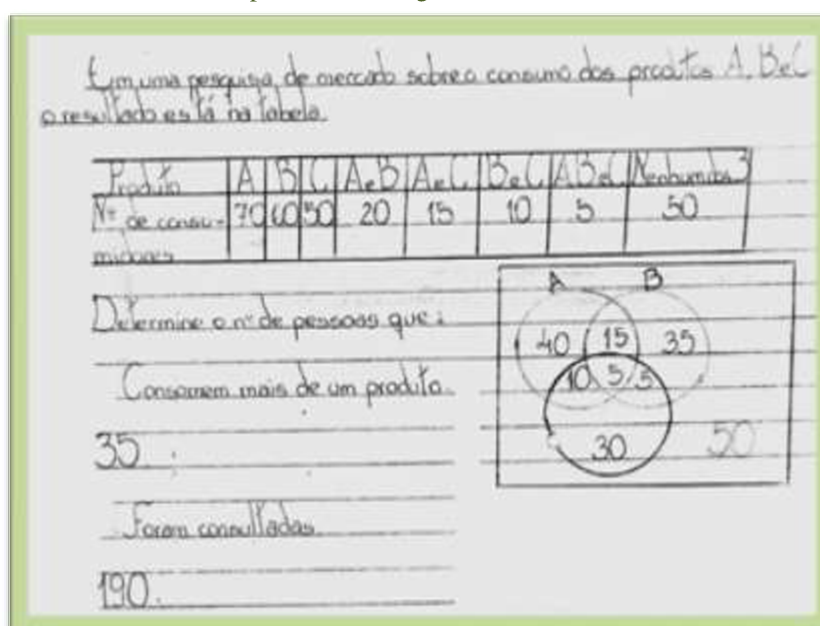 Em uma pesquisa de mercado sobre o consumo dos produtos A, B e C
o resultado está na tabela.
Produto A B C A e B A e C B e C A B e C Nenhum dos 3
Nº de consu- 70 60 50 20 15 10 5 50
midores
Determine o nº de pessoas que:
Consomem mais de um produto.
35.
Foram consultadas
190.
A B
40 15 35
10 5 5
30 50